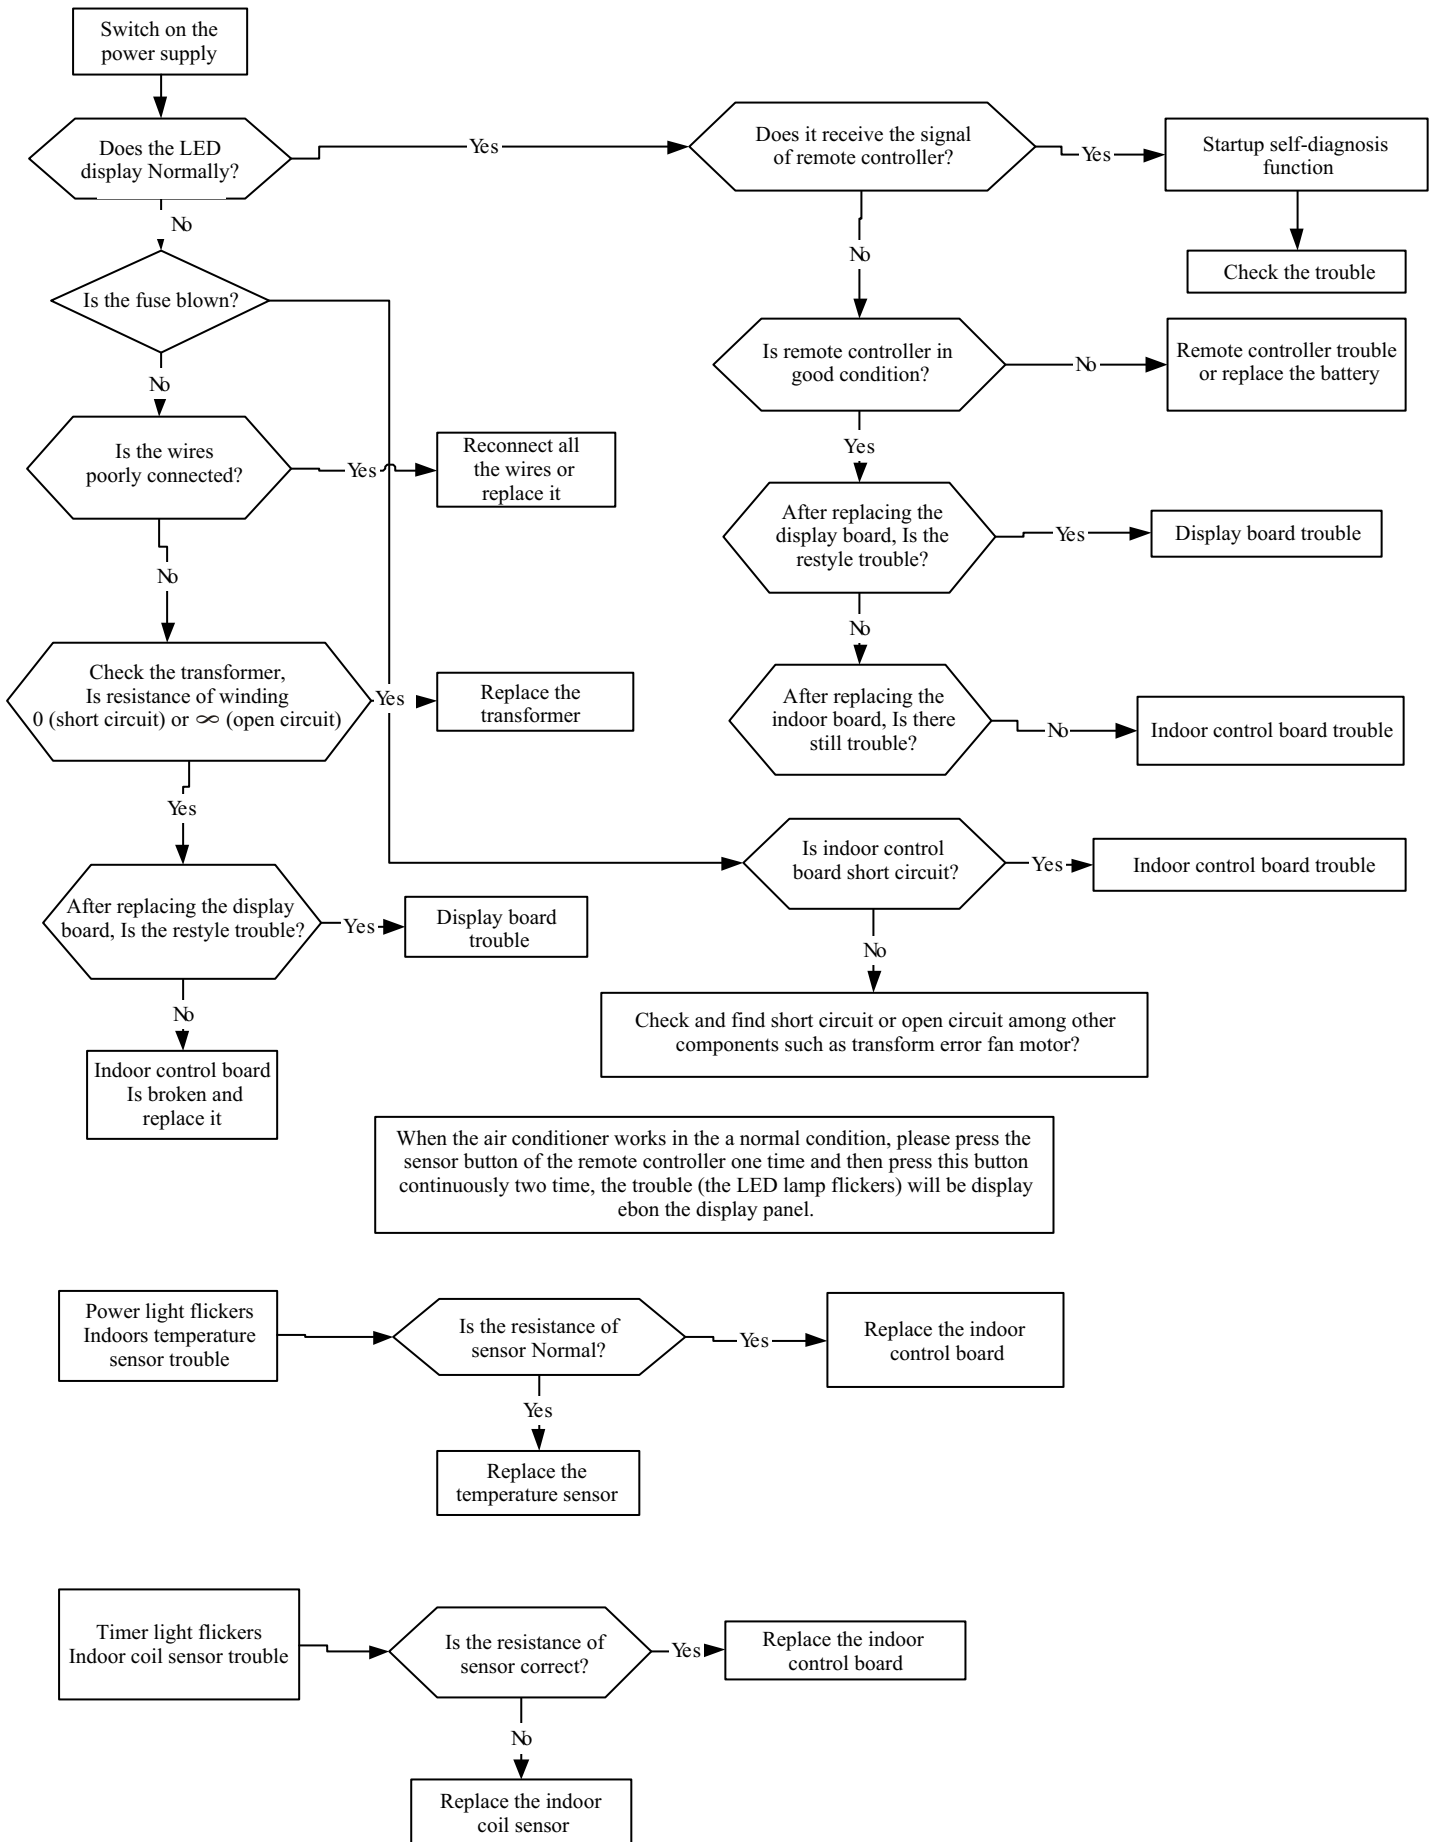 Switch on the
power supply
Does the LED
display Normally?
Yes
Does it receive the signal
of remote controller?
Yes
Startup self-diagnosis
function
No
No
Check the trouble
Is the fuse blown?
Is remote controller in
good condition?
No
Remote controller trouble
or replace the battery
No
Is the wires
poorly connected?
Yes
Reconnect all
the wires or
replace it
Yes
After replacing the
display board, Is the
restyle trouble?
Yes
Display board trouble
No
No
Check the transformer,
Is resistance of winding
0 (short circuit) or ∞ (open circuit)
Yes
Replace the
transformer
After replacing the
indoor board, Is there
still trouble?
No
Indoor control board trouble
Yes
Is indoor control
board short circuit?
Yes
Indoor control board trouble
After replacing the display
board, Is the restyle trouble?
Yes
Display board
trouble
No
No
Check and find short circuit or open circuit among other
components such as transform error fan motor?
Indoor control board
Is broken and
replace it
When the air conditioner works in the a normal condition, please press the
sensor button of the remote controller one time and then press this button
continuously two time, the trouble (the LED lamp flickers) will be display
ebon the display panel.
Power light flickers
Indoors temperature
sensor trouble
Is the resistance of
sensor Normal?
Yes
Replace the indoor
control board
Yes
Replace the
temperature sensor
Timer light flickers
Indoor coil sensor trouble
Is the resistance of
sensor correct?
Yes
Replace the indoor
control board
No
Replace the indoor
coil sensor